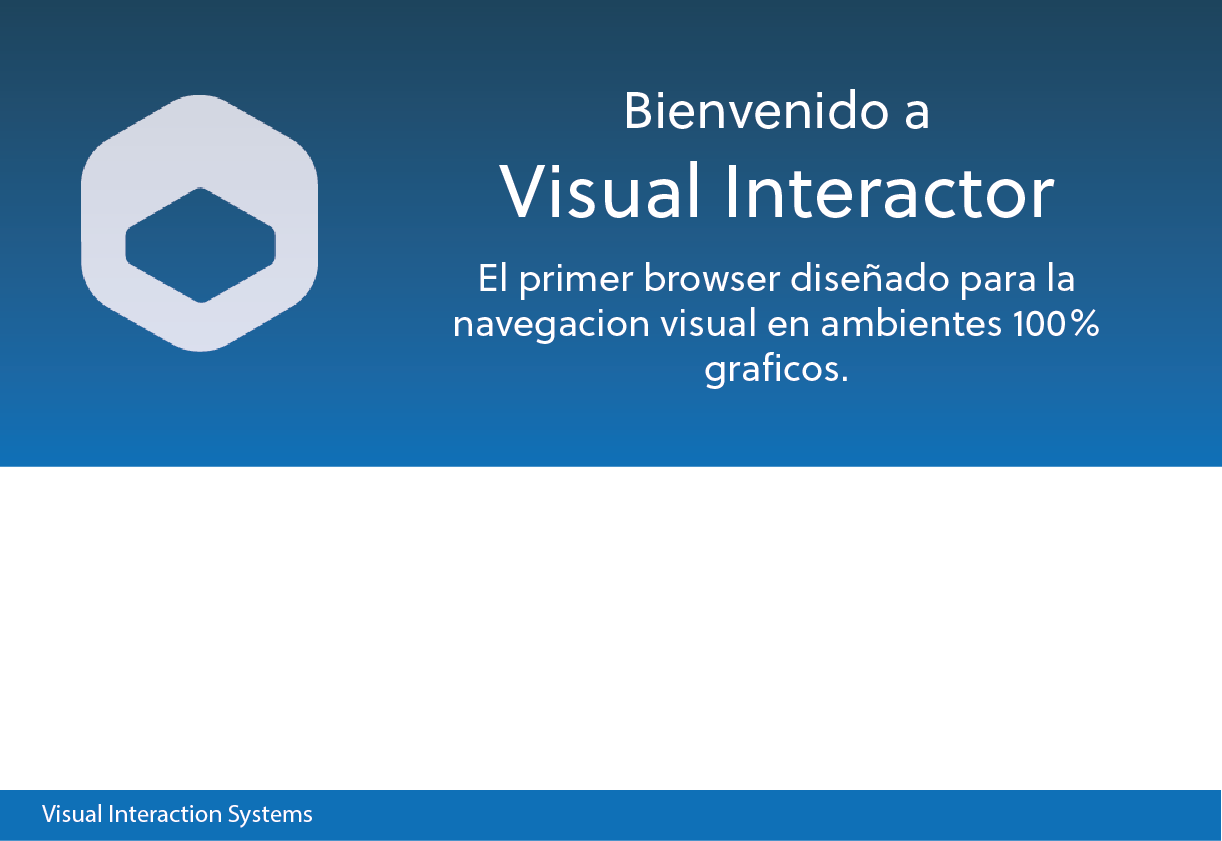 Bienvenido a
Visual Interactor
El primer browser diseñado para la
navegacion visual en ambientes 100%
graficos.
Visual Interaction Systems